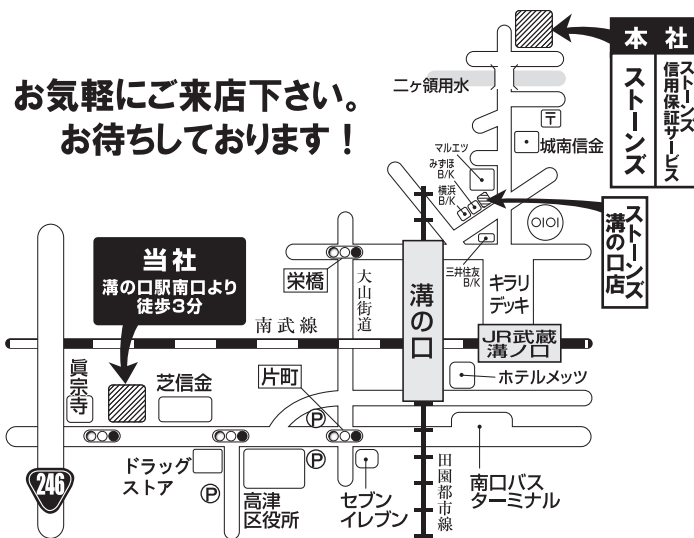 お気軽にご来店下さい。
お待ちしております！
本社
ストーンズ
ストーンズ
信用保証サービス
二ヶ領用水
〒
城南信金
マルエツ
みずほ
B/K
横浜
B/K
三井住友
B/K
OIOI
ストーンズ
溝の口店
キラリ
デッキ
当社
溝の口駅南口より
徒歩3分
栄橋
大山街道
溝の口
南武線
JR武蔵
溝ノ口
ホテルメッツ
眞宗寺
芝信金
片町
P
P
P
246
ドラッグ
ストア
高津
区役所
セブン
イレブン
田園都市線
南口バス
ターミナル